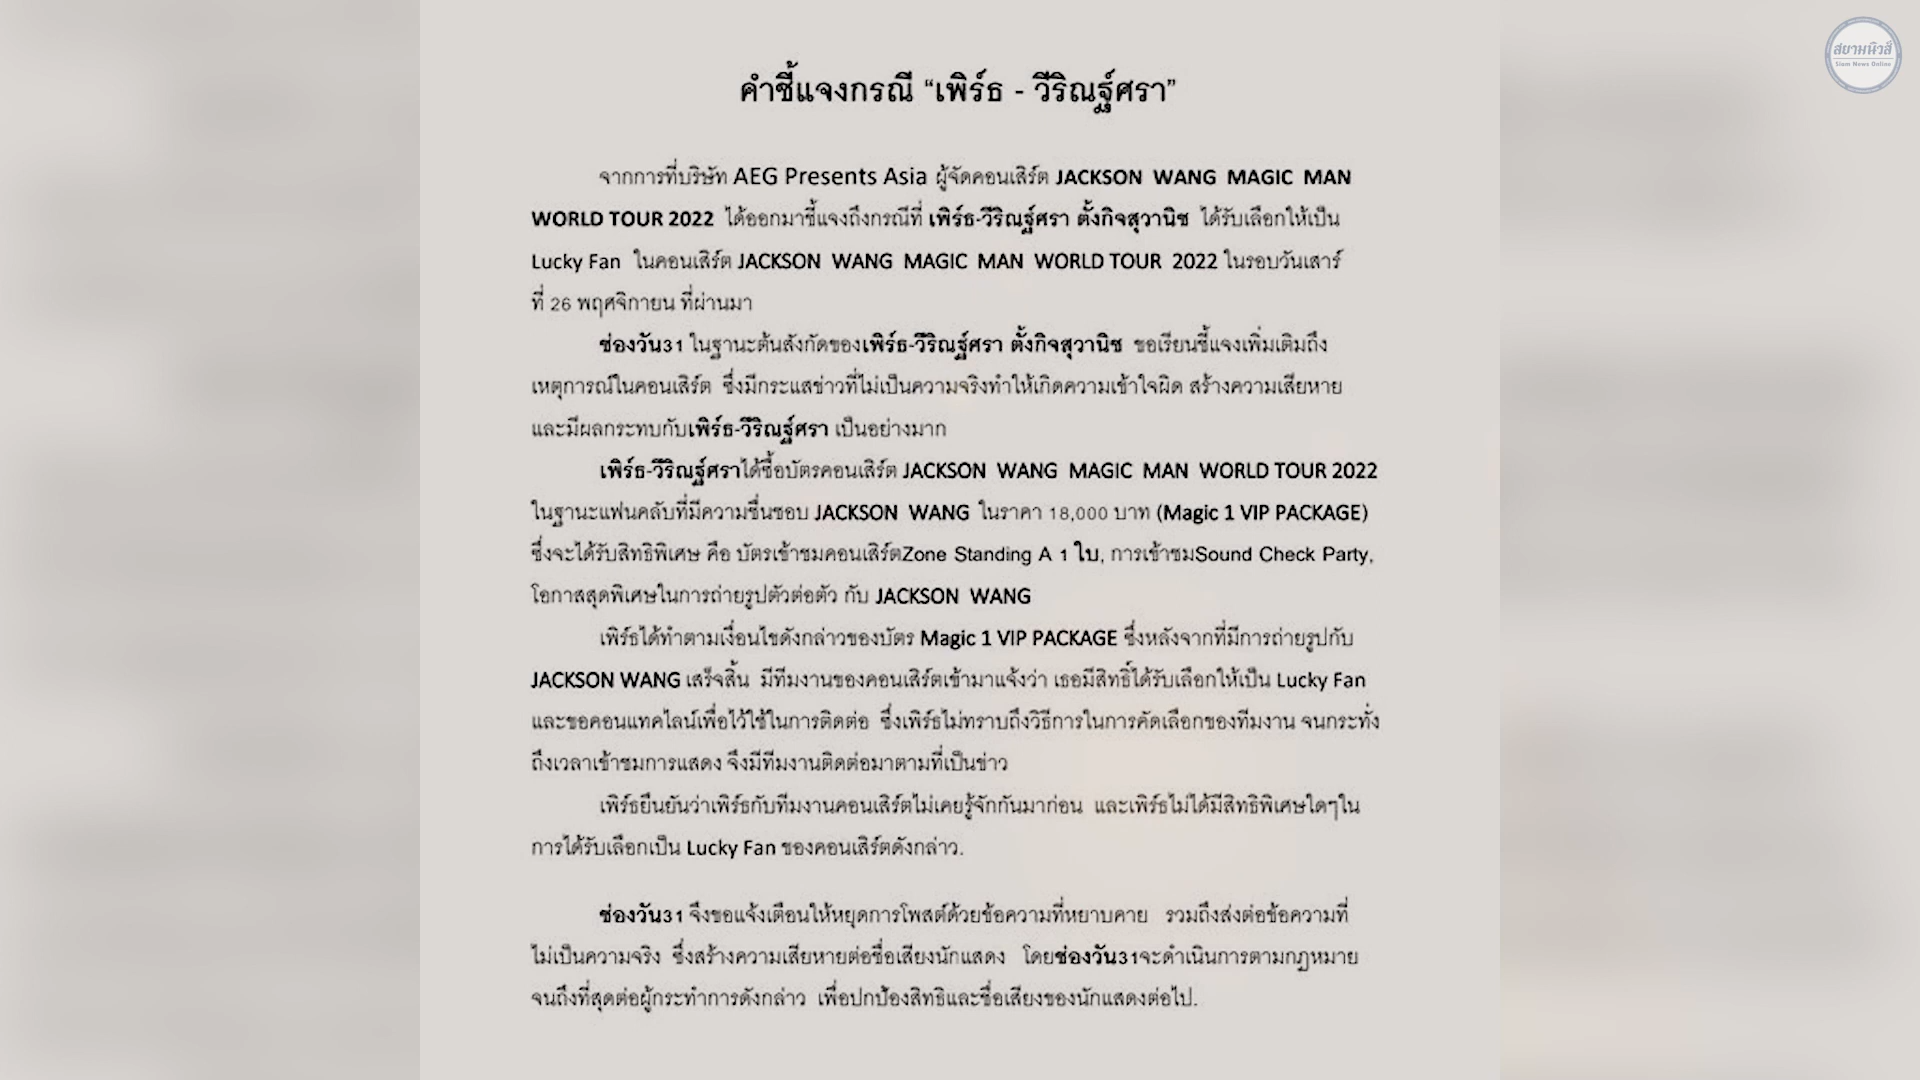 สยามนิวส์
Siam News Online
คำชี้แจงกรณี “เพิร์ธ - วีริณฐ์ศรา”
จากการที่บริษัท AEG Presents Asia ผู้จัดคอนเสิร์ต JACKSON WANG MAGIC MAN
WORLD TOUR 2022 ได้ออกมาชี้แจงถึงกรณีที่ เพิร์ธ-วีริณฐ์ศรา ตั้งกิจสุวานิช ได้รับเลือกให้เป็น
Lucky Fan ในคอนเสิร์ต JACKSON WANG MAGIC MAN WORLD TOUR 2022 ในรอบวันเสาร์
ที่ 26 พฤศจิกายน ที่ผ่านมา
ช่องวัน31 ในฐานะต้นสังกัดของเพิร์ธ-วีริณฐ์ศรา ตั้งกิจสุวานิช ขอเรียนชี้แจงเพิ่มเติมถึง
เหตุการณ์ในคอนเสิร์ต ซึ่งมีกระแสข่าวที่ไม่เป็นความจริงทำให้เกิดความเข้าใจผิด สร้างความเสียหาย
และมีผลกระทบกับเพิร์ธ-วีริณฐ์ศรา เป็นอย่างมาก
เพิร์ธ-วีริณฐ์ศราได้ซื้อบัตรคอนเสิร์ต JACKSON WANG MAGIC MAN WORLD TOUR 2022
ในฐานะแฟนคลับที่มีความชื่นชอบ JACKSON WANG ในราคา 18,000 บาท (Magic 1 VIP PACKAGE)
ซึ่งจะได้รับสิทธิพิเศษ คือ บัตรเข้าชมคอนเสิร์ตZone Standing A 1 ใบ, การเข้าชมSound Check Party,
โอกาสสุดพิเศษในการถ่ายรูปตัวต่อตัว กับ JACKSON WANG
เพิร์ธได้ทำตามเงื่อนไขดังกล่าวของบัตร Magic 1 VIP PACKAGE ซึ่งหลังจากที่มีการถ่ายรูปกับ
JACKSON WANG เสร็จสิ้น มีทีมงานของคอนเสิร์ตเข้ามาแจ้งว่า เธอมีสิทธิ์ได้รับเลือกให้เป็น Lucky Fan
และขอคอนแทคไลน์เพื่อไว้ใช้ในการติดต่อ ซึ่งเพิร์ธไม่ทราบถึงวิธีการในการคัดเลือกของทีมงาน จนกระทั่ง
ถึงเวลาเข้าชมการแสดง จึงมีทีมงานติดต่อมาตามที่เป็นข่าว
เพิร์ธยืนยันว่าเพิร์ธกับทีมงานคอนเสิร์ตไม่เคยรู้จักกันมาก่อน และเพิร์ธไม่ได้มีสิทธิพิเศษใดๆใน
การได้รับเลือกเป็น Lucky Fan ของคอนเสิร์ตดังกล่าว.
ช่องวัน31 จึงขอแจ้งเตือนให้หยุดการโพสต์ด้วยข้อความที่หยาบคาย รวมถึงส่งต่อข้อความที่
ไม่เป็นความจริง ซึ่งสร้างความเสียหายต่อชื่อเสียงนักแสดง โดยช่องวัน31จะดำเนินการตามกฎหมาย
จนถึงที่สุดต่อผู้กระทำการดังกล่าว เพื่อปกป้องสิทธิและชื่อเสียงของนักแสดงต่อไป.